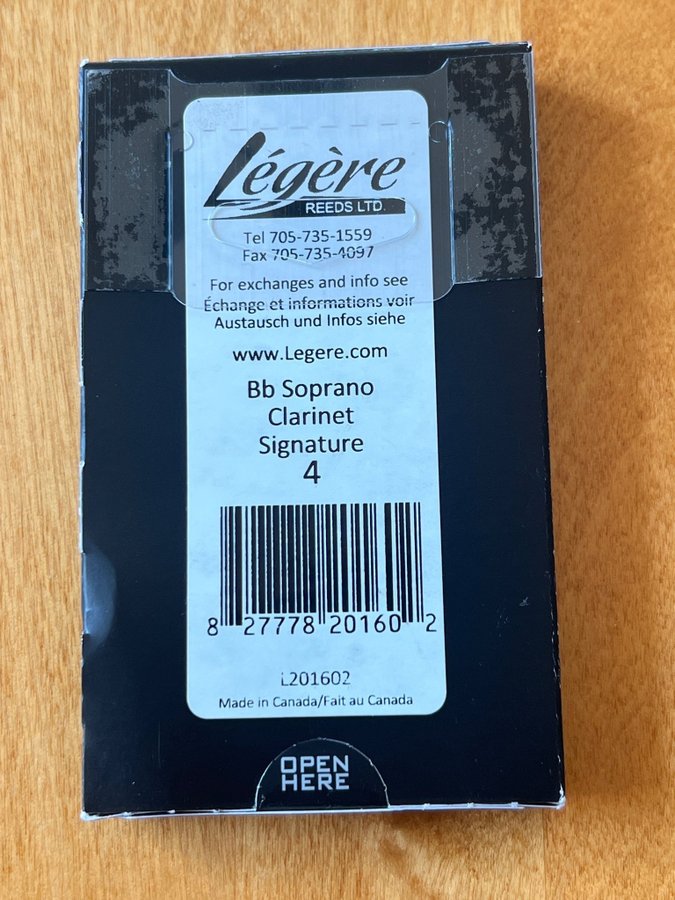 Légère
REEDS LTD.
Tel 705-735-1559
Fax 705-735-4097
For exchanges and info see
Échange et informations voir
Austausch und Infos siehe
www.Legere.com
Bb Soprano
Clarinet
Signature
4
8 27778 20160 2
L201602
Made in Canada/Fait au Canada
OPEN
HERE